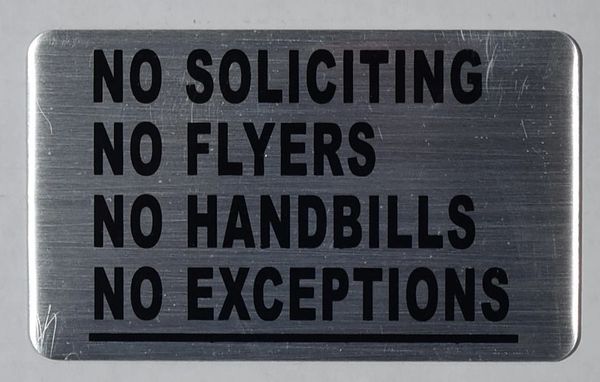 NO SOLICITING
NO FLYERS
NO HANDBILLS
NO EXCEPTIONS